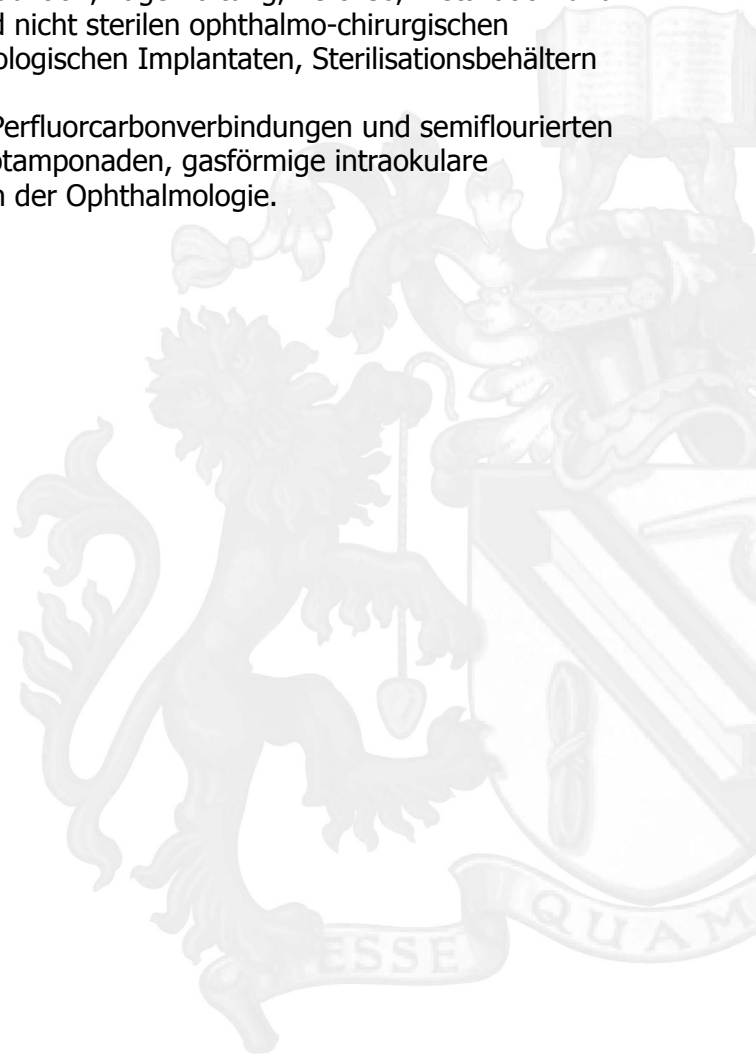 d nicht sterilen ophthalmo-chirurgischen
ologischen Implantaten, Sterilisationsbehältern
Perfluorcarbonverbindungen und semiflourierten
otamponaden, gasförmige intraokulare
n der Ophthalmologie.
ESSE
QUAM